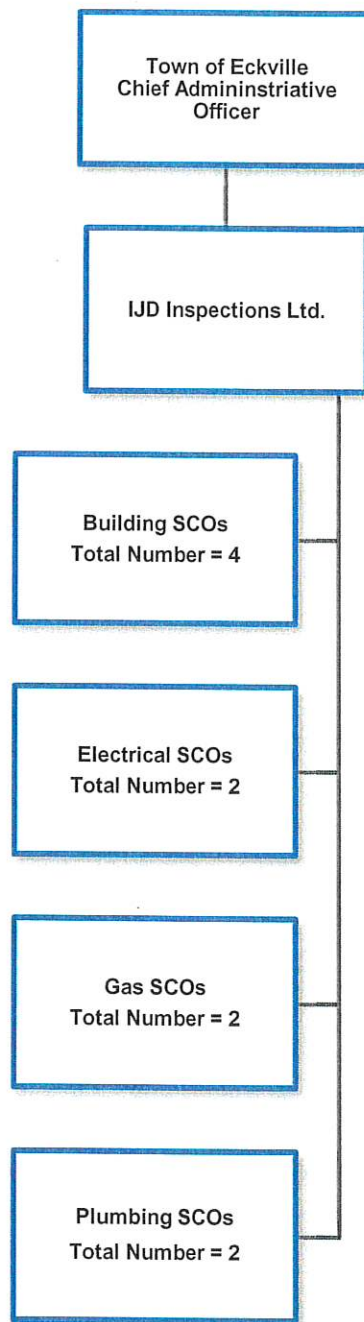 Town of Eckville
Chief Admininstriative
Officer
IJD Inspections Ltd.
Building SCOs
Total Number = 4
Electrical SCOs
Total Number = 2
Gas SCOs
Total Number = 2
Plumbing SCOs
Total Number = 2